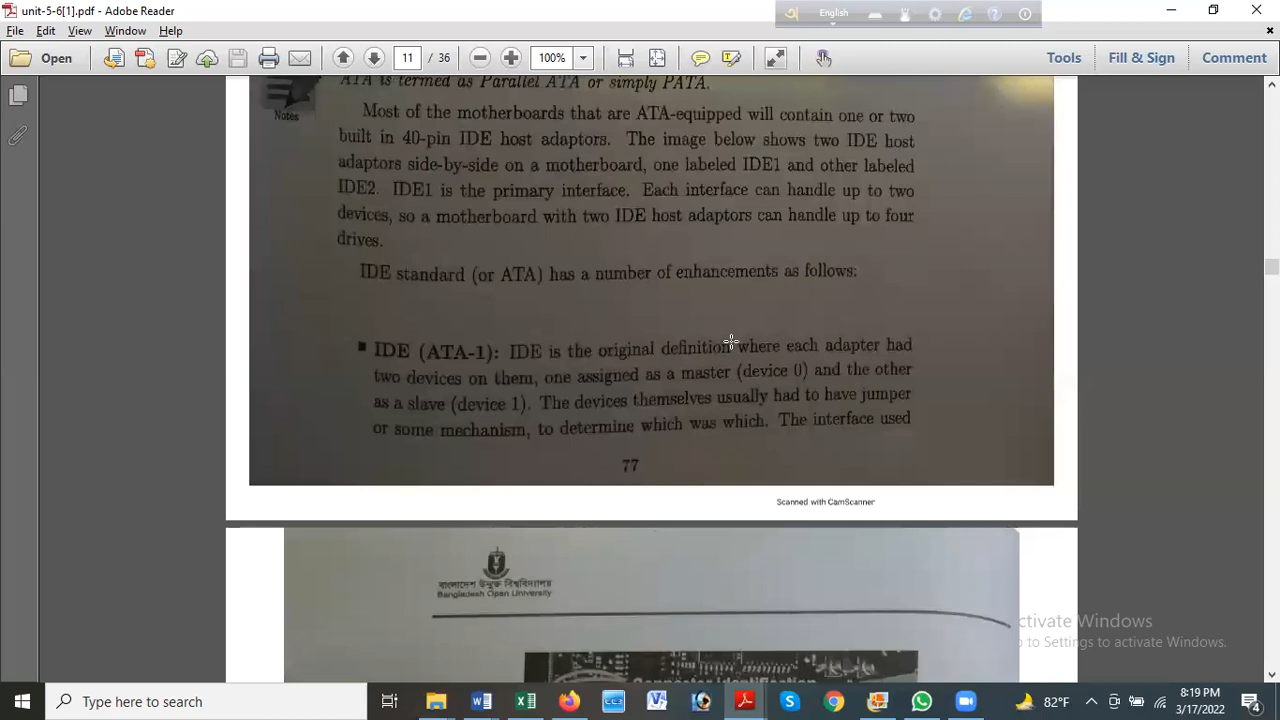 unit-5-6[1].pdf - Adobe Reader
English
File Edit View Window Help
Open 11 / 36 100% Tools Fill & Sign Comment
ATA is termed as Parallel ATA or simply PATA.
Notes
Most of the motherboards that are ATA-equipped will contain one or two
built in 40-pin IDE host adaptors. The image below shows two IDE host
adaptors side-by-side on a motherboard, one labeled IDE1 and other labeled
IDE2. IDE1 is the primary interface. Each interface can handle up to two
devices, so a motherboard with two IDE host adaptors can handle up to four
drives.
IDE standard (or ATA) has a number of enhancements as follows:
■ IDE (ATA-1): IDE is the original definition where each adapter had
two devices on them, one assigned as a master (device 0) and the other
as a slave (device 1). The devices themselves usually had to have jumper
or some mechanism, to determine which was which. The interface used
77
Scanned with CamScanner
বাংলাদেশ উন্মুক্ত বিশ্ববিদ্যালয়
Bangladesh Open University
ctivate Windows
to Settings to activate Windows.
Connector Identification
Type here to search
82°F
8:19 PM
3/17/2022
4